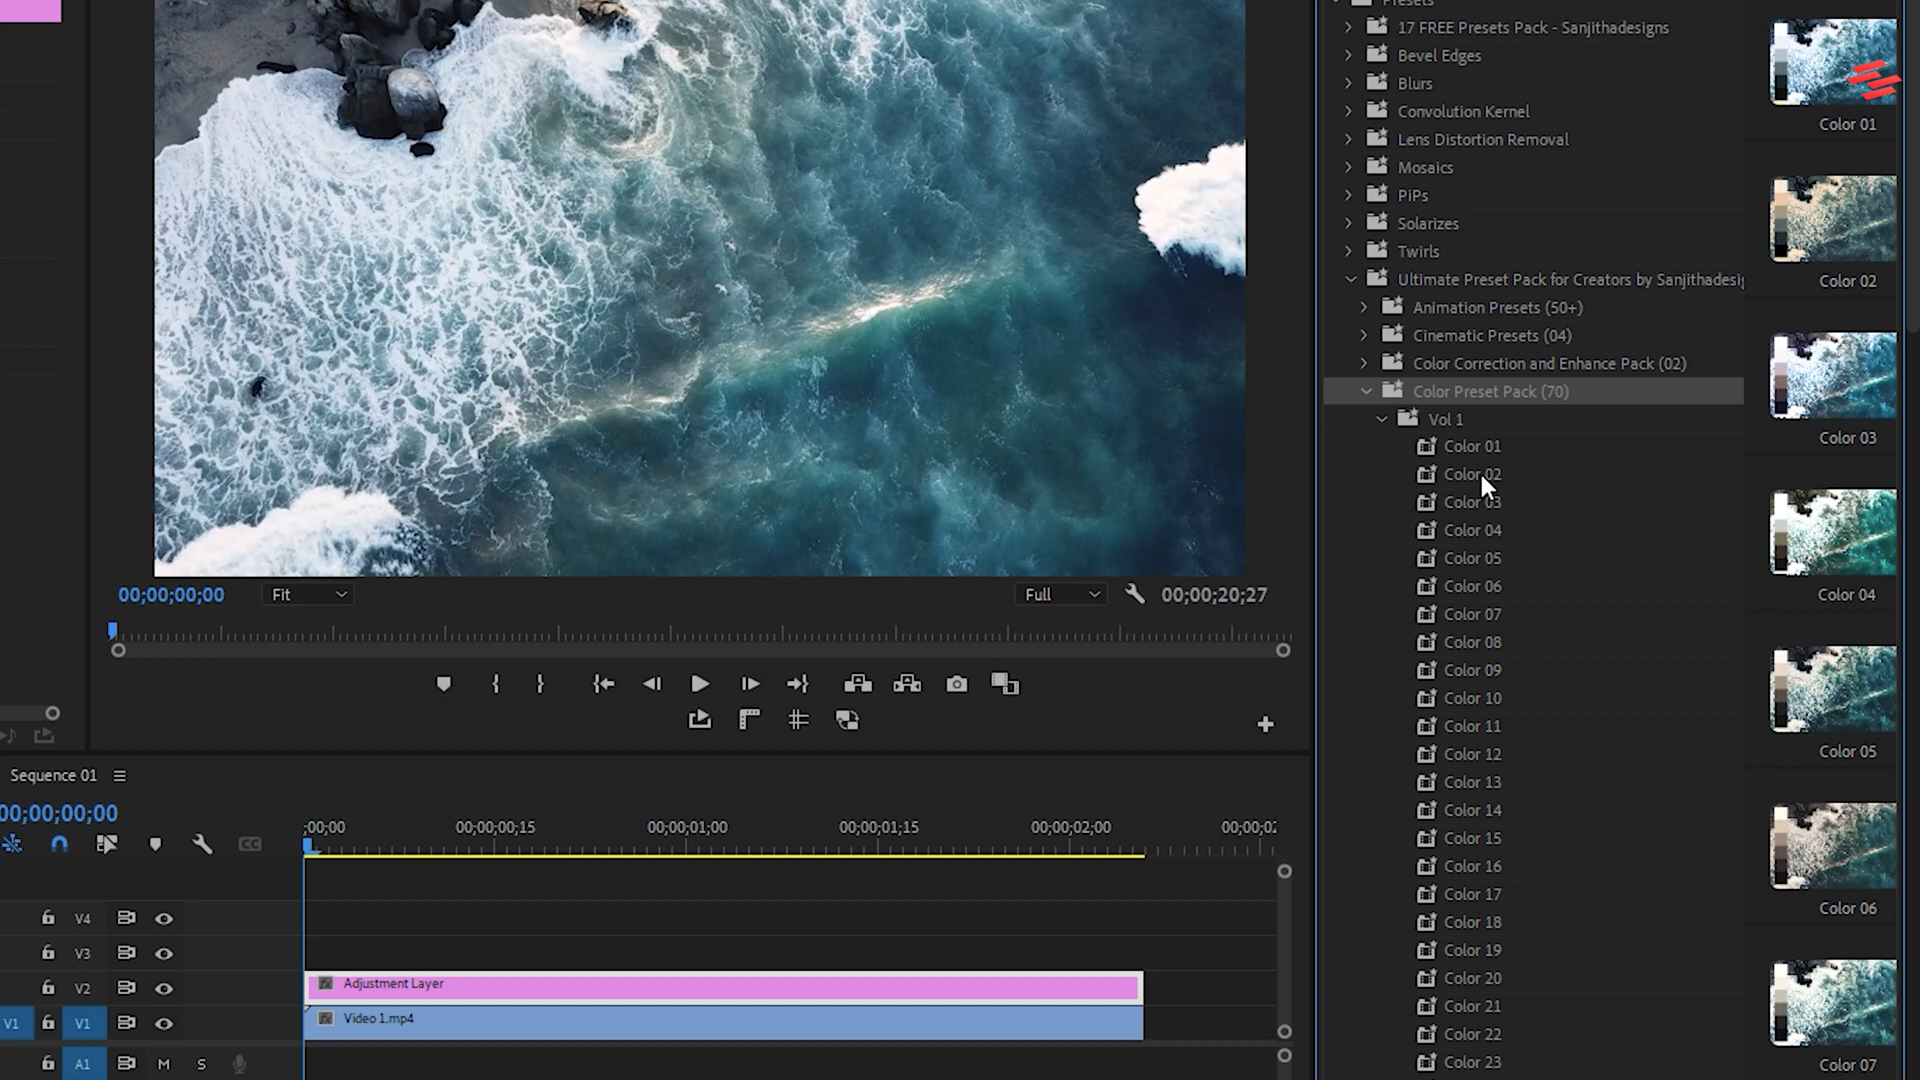 Presets
17 FREE Presets Pack - Sanjithadesigns
Bevel Edges
Blurs
Convolution Kernel
Lens Distortion Removal
Mosaics
PiPs
Solarizes
Twirls
Ultimate Preset Pack for Creators by Sanjithadesig
Animation Presets (50+)
Cinematic Presets (04)
Color Correction and Enhance Pack (02)
Color Preset Pack (70)
Vol 1
Color 01
Color 02
Color 03
Color 04
Color 05
Color 06
Color 07
Color 08
Color 09
Color 10
Color 11
Color 12
Color 13
Color 14
Color 15
Color 16
Color 17
Color 18
Color 19
Color 20
Color 21
Color 22
Color 23
Color 01
Color 02
Color 03
Color 04
Color 05
Color 06
Color 07
00;00;00;00
Fit
Full
00;00;20;27
Sequence 01
00;00;00;00
;00;00
00;00;00;15
00;00;01;00
00;00;01;15
00;00;02;00
00;00;02
CC
V4
V3
V2
Adjustment Layer
V1
V1
Video 1.mp4
A1
M
S